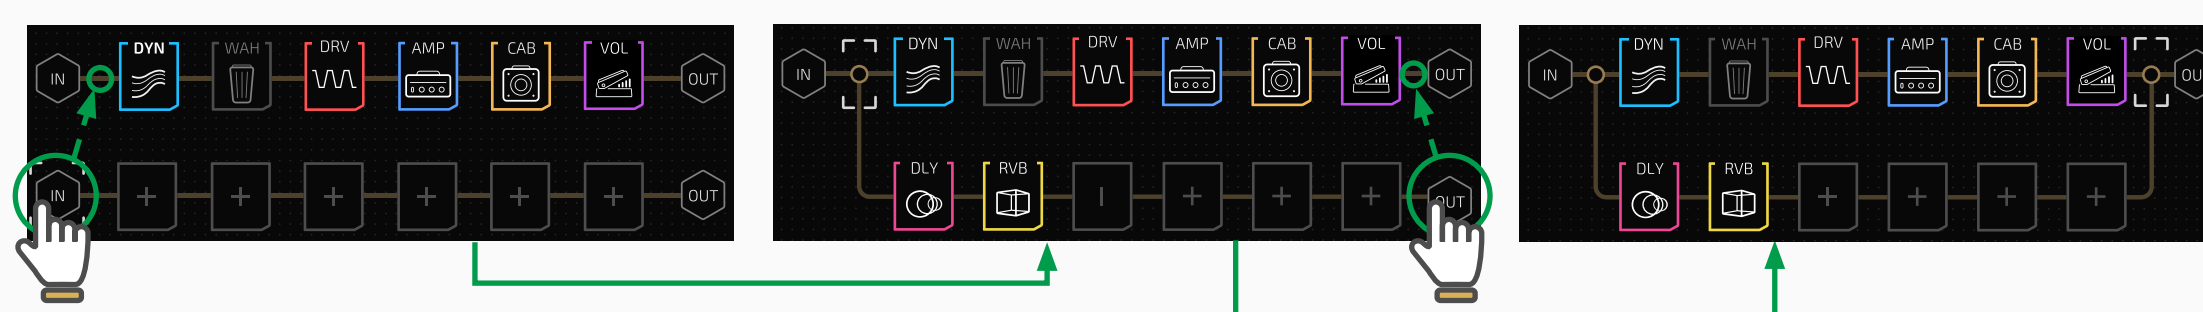 IN DYN WAH DRV AMP CAB VOL OUT
IN OUT
IN DYN WAH DRV AMP CAB VOL OUT
DLY RVB OUT
IN DYN WAH DRV AMP CAB VOL OU
DLY RVB